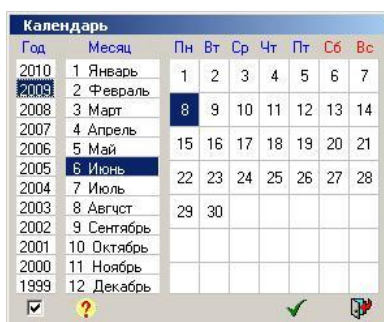 Календарь
Год Месяц Пн Вт Ср Чт Пт Сб Вс
2010 1 Январь 1 2 3 4 5 6 7
2009 2 Февраль
2008 3 Март 8 9 10 11 12 13 14
2007 4 Апрель
2006 5 Май 15 16 17 18 19 20 21
2005 6 Июнь
2004 7 Июль 22 23 24 25 26 27 28
2003 8 Август 29 30
2002 9 Сентябрь
2001 10 Октябрь
2000 11 Ноябрь
1999 12 Декабрь
?